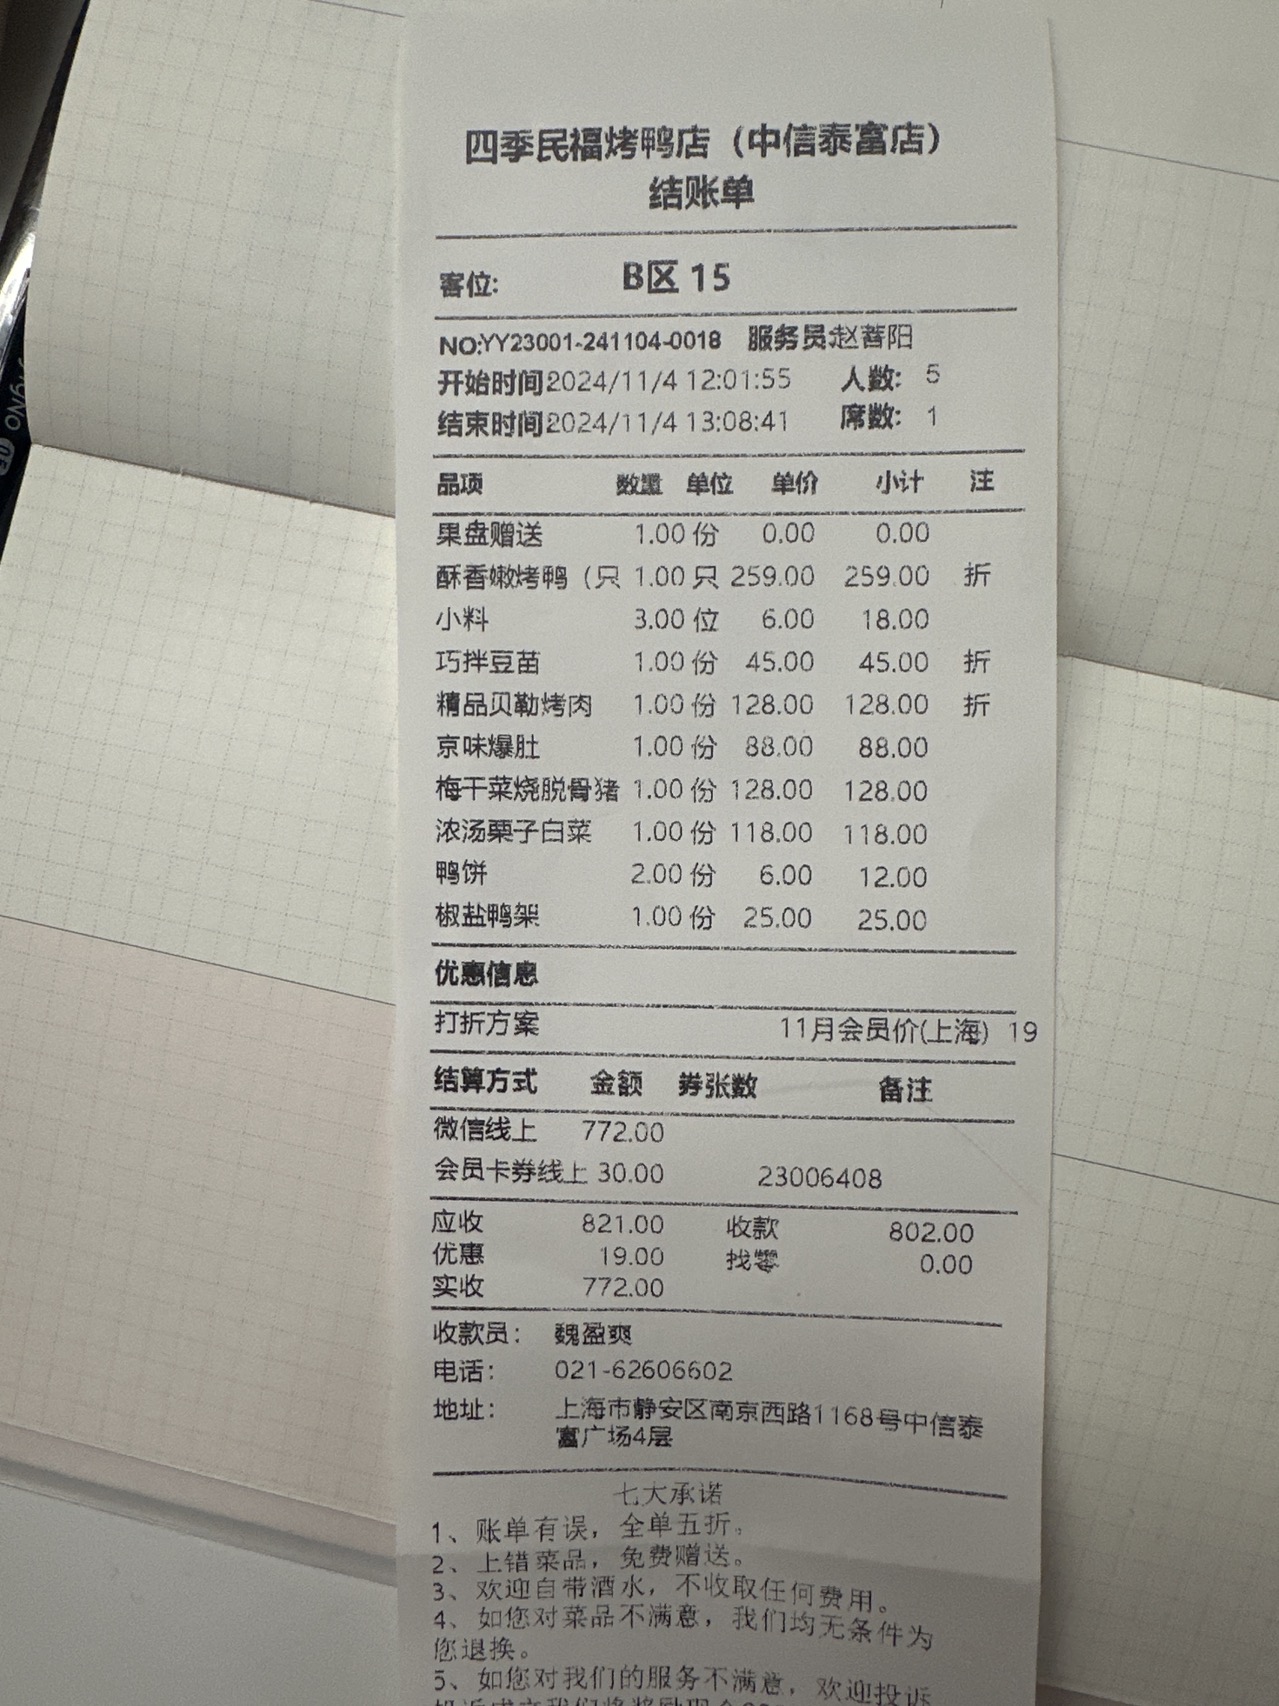 四季民福烤鸭店（中信泰富店）
结账单
客位: B区 15
NO:YY23001-241104-0018 服务员:赵蓍阳
开始时间2024/11/4 12:01:55 人数: 5
结束时间2024/11/4 13:08:41 席数: 1
品项 数量 单位 单价 小计 注
果盘赠送 1.00 份 0.00 0.00
酥香嫩烤鸭（只 1.00 只 259.00 259.00 折
小料 3.00 位 6.00 18.00
巧拌豆苗 1.00 份 45.00 45.00 折
精品贝勒烤肉 1.00 份 128.00 128.00 折
京味爆肚 1.00 份 88.00 88.00
梅干菜烧脱骨猪 1.00 份 128.00 128.00
浓汤栗子白菜 1.00 份 118.00 118.00
鸭饼 2.00 份 6.00 12.00
椒盐鸭架 1.00 份 25.00 25.00
优惠信息
打折方案 11月会员价(上海) 19
结算方式 金额 券张数 备注
微信线上 772.00
会员卡券线上 30.00 23006408
应收 821.00 收款 802.00
优惠 19.00 找零 0.00
实收 772.00
收款员: 魏盈爽
电话: 021-62606602
地址: 上海市静安区南京西路1168号中信泰
富广场4层
七大承诺
1、账单有误，全单五折。
2、上错菜品，免费赠送。
3、欢迎自带酒水，不收取任何费用。
4、如您对菜品不满意，我们均无条件为
您退换。
5、如您对我们的服务不满意，欢迎投诉